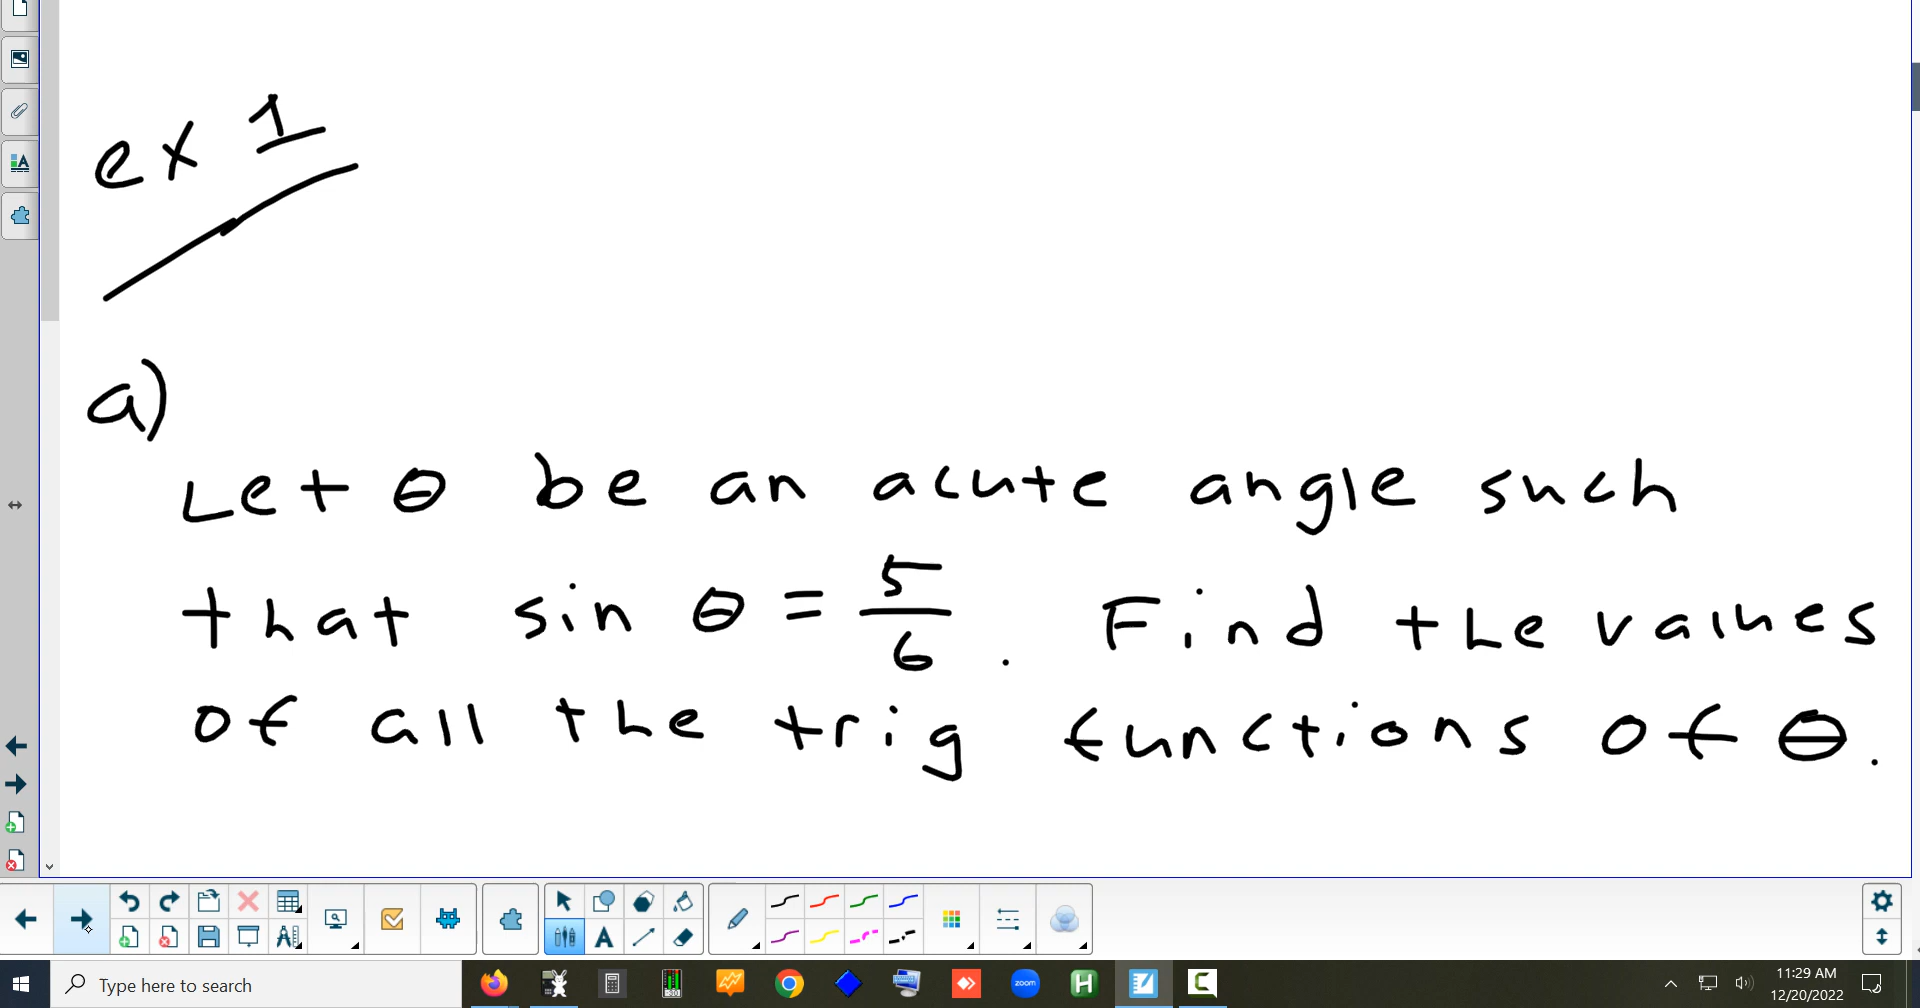 ex 1
a)
Let θ be an acute angle such
that sin θ = 5/6. Find the values
of all the trig functions of θ.
Type here to search
zoom
11:29 AM
12/20/2022